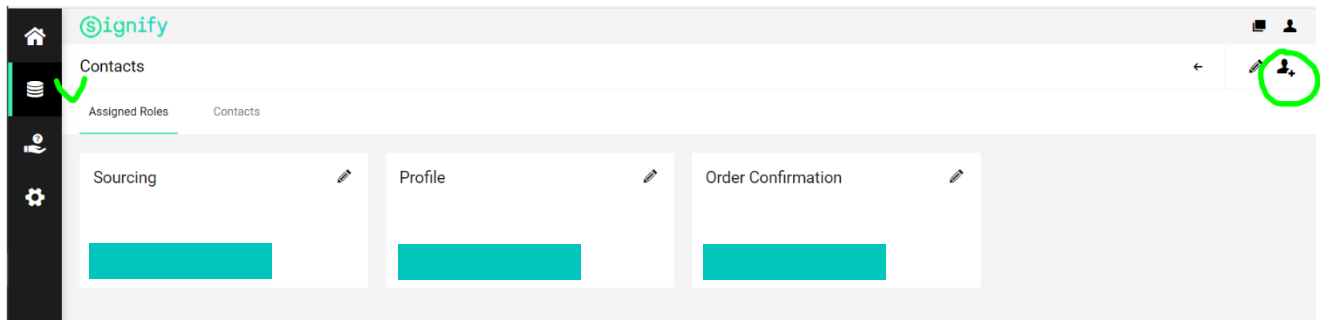 signify
Contacts
Assigned Roles Contacts
Sourcing Profile Order Confirmation